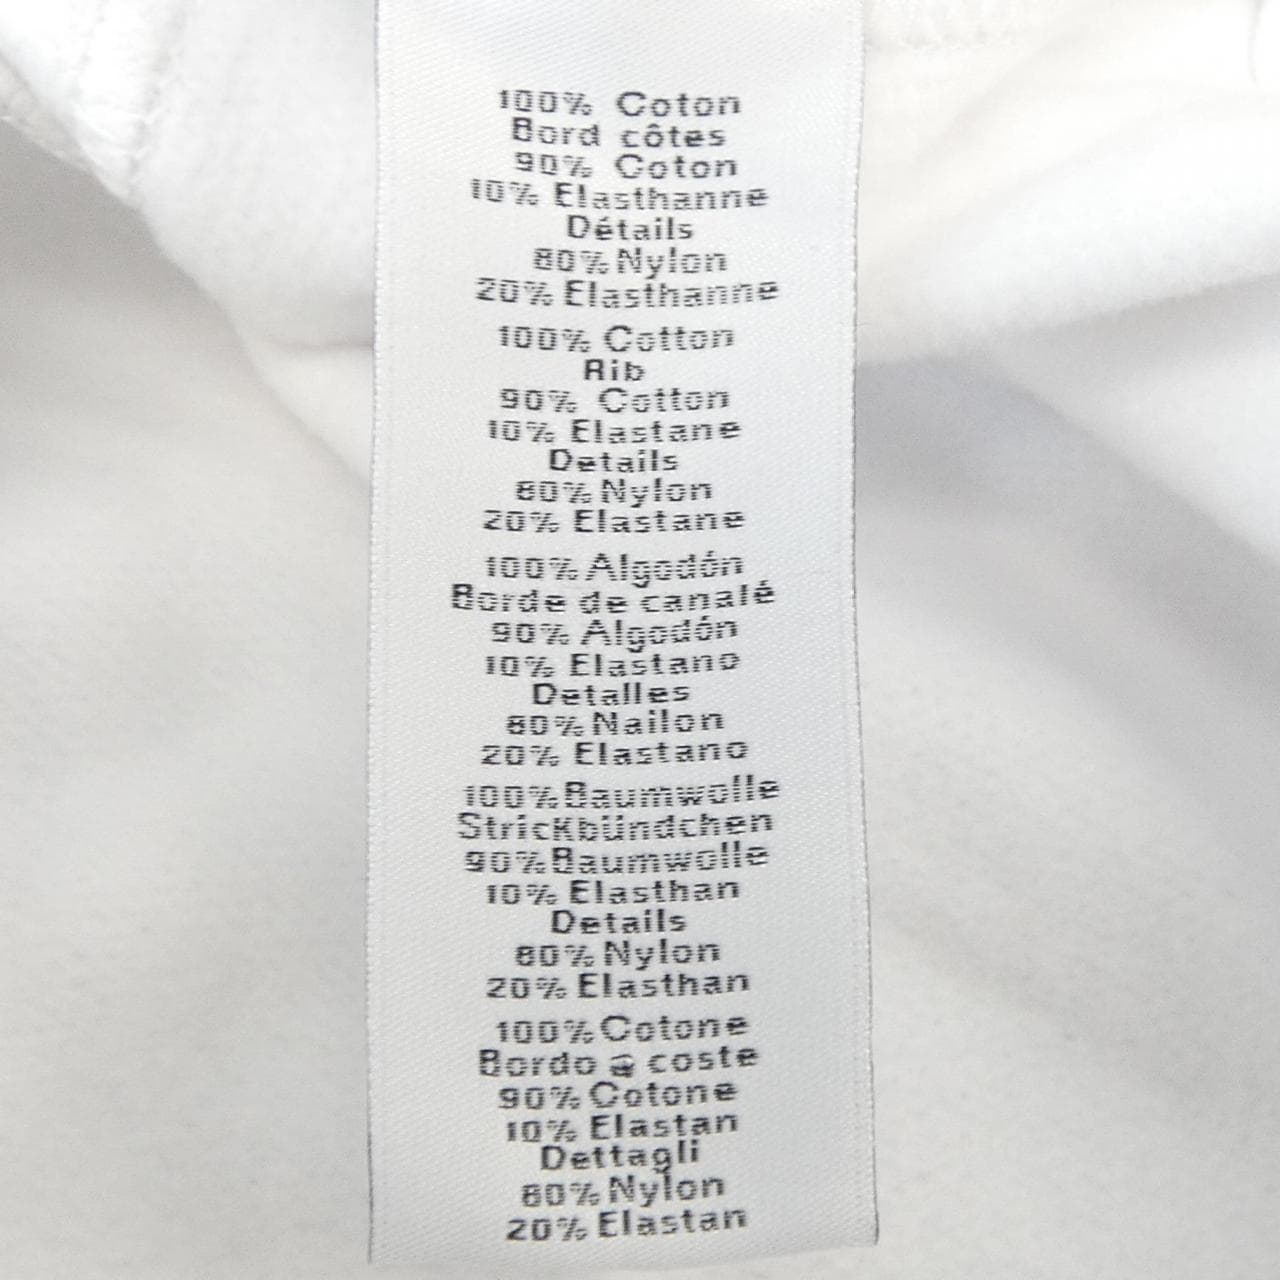 100% Coton
Bord côtes
90% Coton
10% Elasthanne
Détails
80% Nylon
20% Elasthanne
100% Cotton
Rib
90% Cotton
10% Elastane
Details
80% Nylon
20% Elastane
100% Algodón
Borde de canalé
90% Algodón
10% Elastano
Detalles
80% Nailon
20% Elastano
100% Baumwolle
Strickbündchen
90% Baumwolle
10% Elasthan
Details
80% Nylon
20% Elasthan
100% Cotone
Bordo a coste
90% Cotone
10% Elastan
Dettagli
80% Nylon
20% Elastan